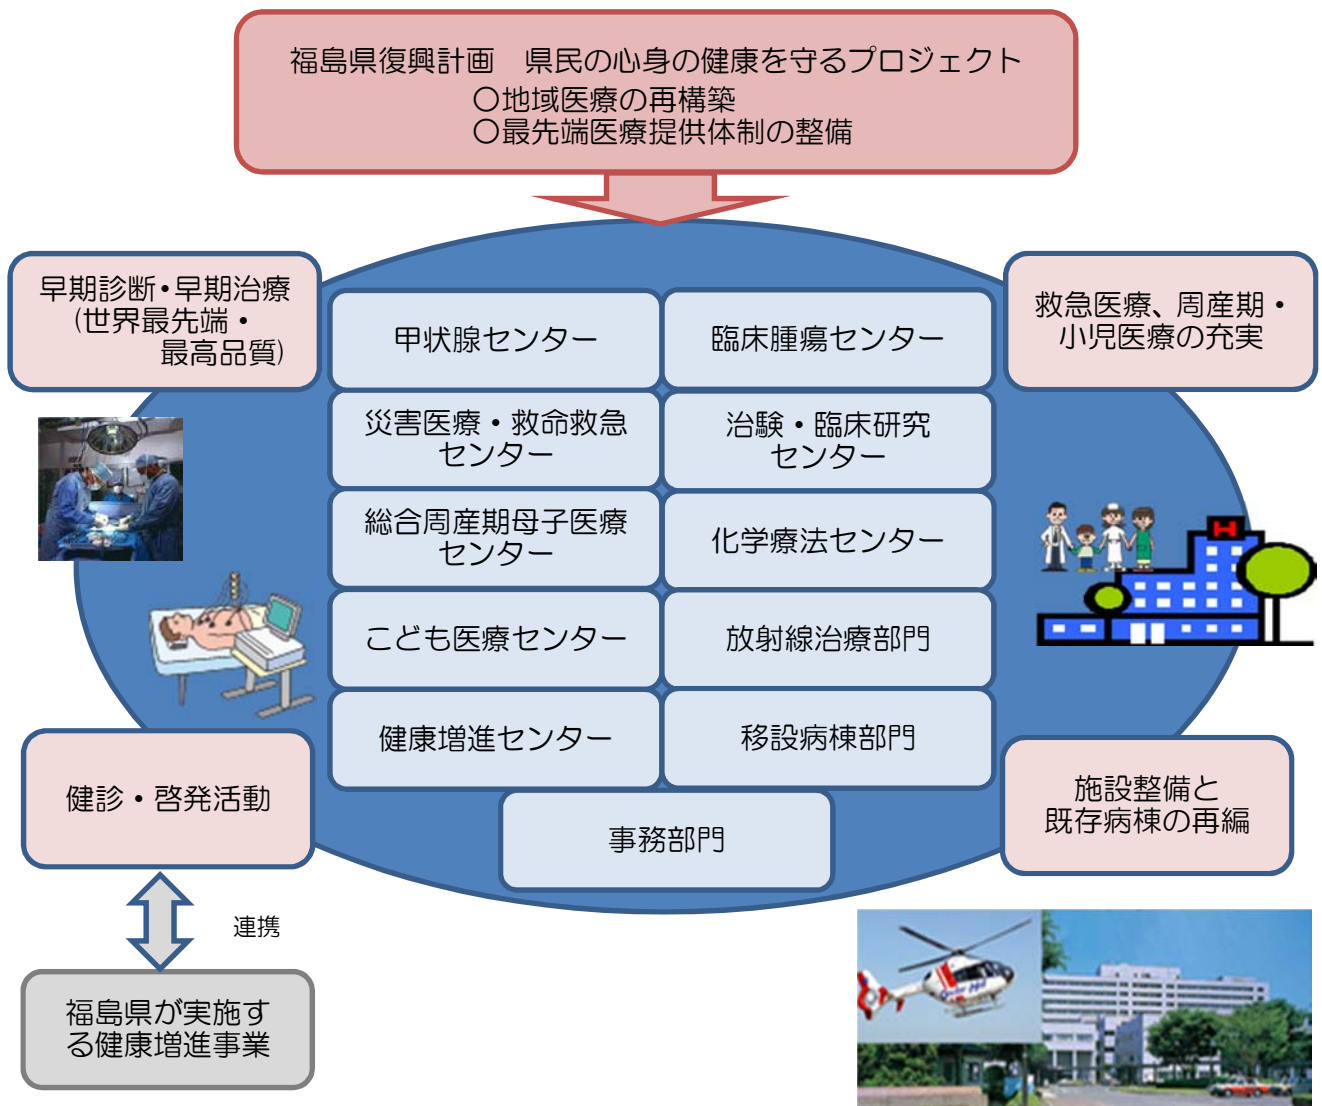 福島県復興計画　県民の心身の健康を守るプロジェクト
〇地域医療の再構築
〇最先端医療提供体制の整備
早期診断・早期治療
(世界最先端・
最高品質)
救急医療、周産期・
小児医療の充実
甲状腺センター
臨床腫瘍センター
災害医療・救命救急
センター
治験・臨床研究
センター
総合周産期母子医療
センター
化学療法センター
こども医療センター
放射線治療部門
健康増進センター
移設病棟部門
事務部門
健診・啓発活動
施設整備と
既存病棟の再編
連携
福島県が実施す
る健康増進事業
H